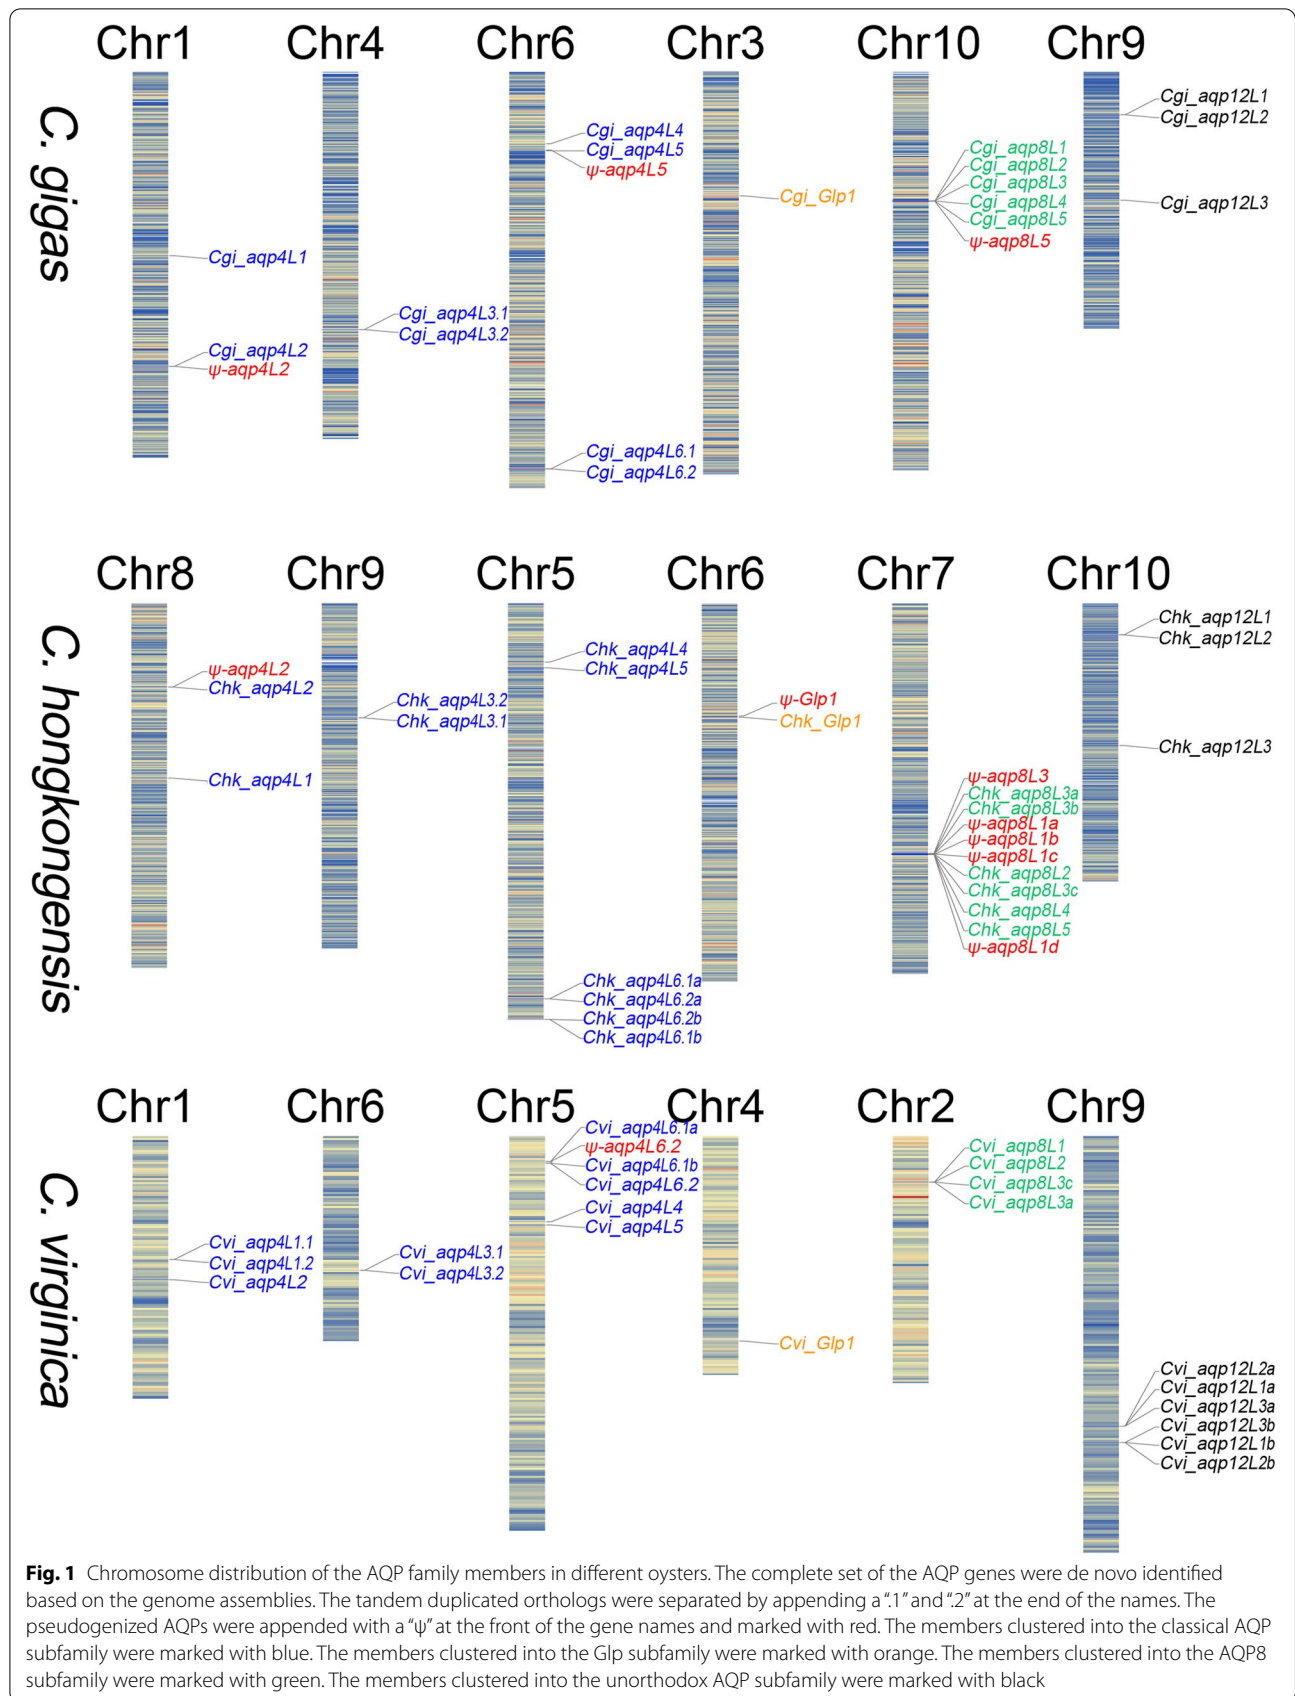 Chr1 Chr4 Chr6 Chr3 Chr10 Chr9
C. gigas
Cgi_aqp4L1
Cgi_aqp4L2
ψ-aqp4L2
Cgi_aqp4L3.1
Cgi_aqp4L3.2
Cgi_aqp4L4
Cgi_aqp4L5
ψ-aqp4L5
Cgi_aqp4L6.1
Cgi_aqp4L6.2
Cgi_Glp1
Cgi_aqp8L1
Cgi_aqp8L2
Cgi_aqp8L3
Cgi_aqp8L4
Cgi_aqp8L5
ψ-aqp8L5
Cgi_aqp12L1
Cgi_aqp12L2
Cgi_aqp12L3
Chr8 Chr9 Chr5 Chr6 Chr7 Chr10
C. hongkongensis
ψ-aqp4L2
Chk_aqp4L2
Chk_aqp4L1
Chk_aqp4L3.2
Chk_aqp4L3.1
Chk_aqp4L4
Chk_aqp4L5
Chk_aqp4L6.1a
Chk_aqp4L6.2a
Chk_aqp4L6.2b
Chk_aqp4L6.1b
ψ-Glp1
Chk_Glp1
ψ-aqp8L3
Chk_aqp8L3a
Chk_aqp8L3b
ψ-aqp8L1a
ψ-aqp8L1b
ψ-aqp8L1c
Chk_aqp8L2
Chk_aqp8L3c
Chk_aqp8L4
Chk_aqp8L5
ψ-aqp8L1d
Chk_aqp12L1
Chk_aqp12L2
Chk_aqp12L3
Chr1 Chr6 Chr5 Chr4 Chr2 Chr9
C. virginica
Cvi_aqp4L1.1
Cvi_aqp4L1.2
Cvi_aqp4L2
Cvi_aqp4L3.1
Cvi_aqp4L3.2
Cvi_aqp4L6.1a
ψ-aqp4L6.2
Cvi_aqp4L6.1b
Cvi_aqp4L6.2
Cvi_aqp4L4
Cvi_aqp4L5
Cvi_Glp1
Cvi_aqp8L1
Cvi_aqp8L2
Cvi_aqp8L3c
Cvi_aqp8L3a
Cvi_aqp12L2a
Cvi_aqp12L1a
Cvi_aqp12L3a
Cvi_aqp12L3b
Cvi_aqp12L1b
Cvi_aqp12L2b
Fig. 1 Chromosome distribution of the AQP family members in different oysters. The complete set of the AQP genes were de novo identified
based on the genome assemblies. The tandem duplicated orthologs were separated by appending a “.1” and “.2” at the end of the names. The
pseudogenized AQPs were appended with a “ψ” at the front of the gene names and marked with red. The members clustered into the classical AQP
subfamily were marked with blue. The members clustered into the Glp subfamily were marked with orange. The members clustered into the AQP8
subfamily were marked with green. The members clustered into the unorthodox AQP subfamily were marked with black